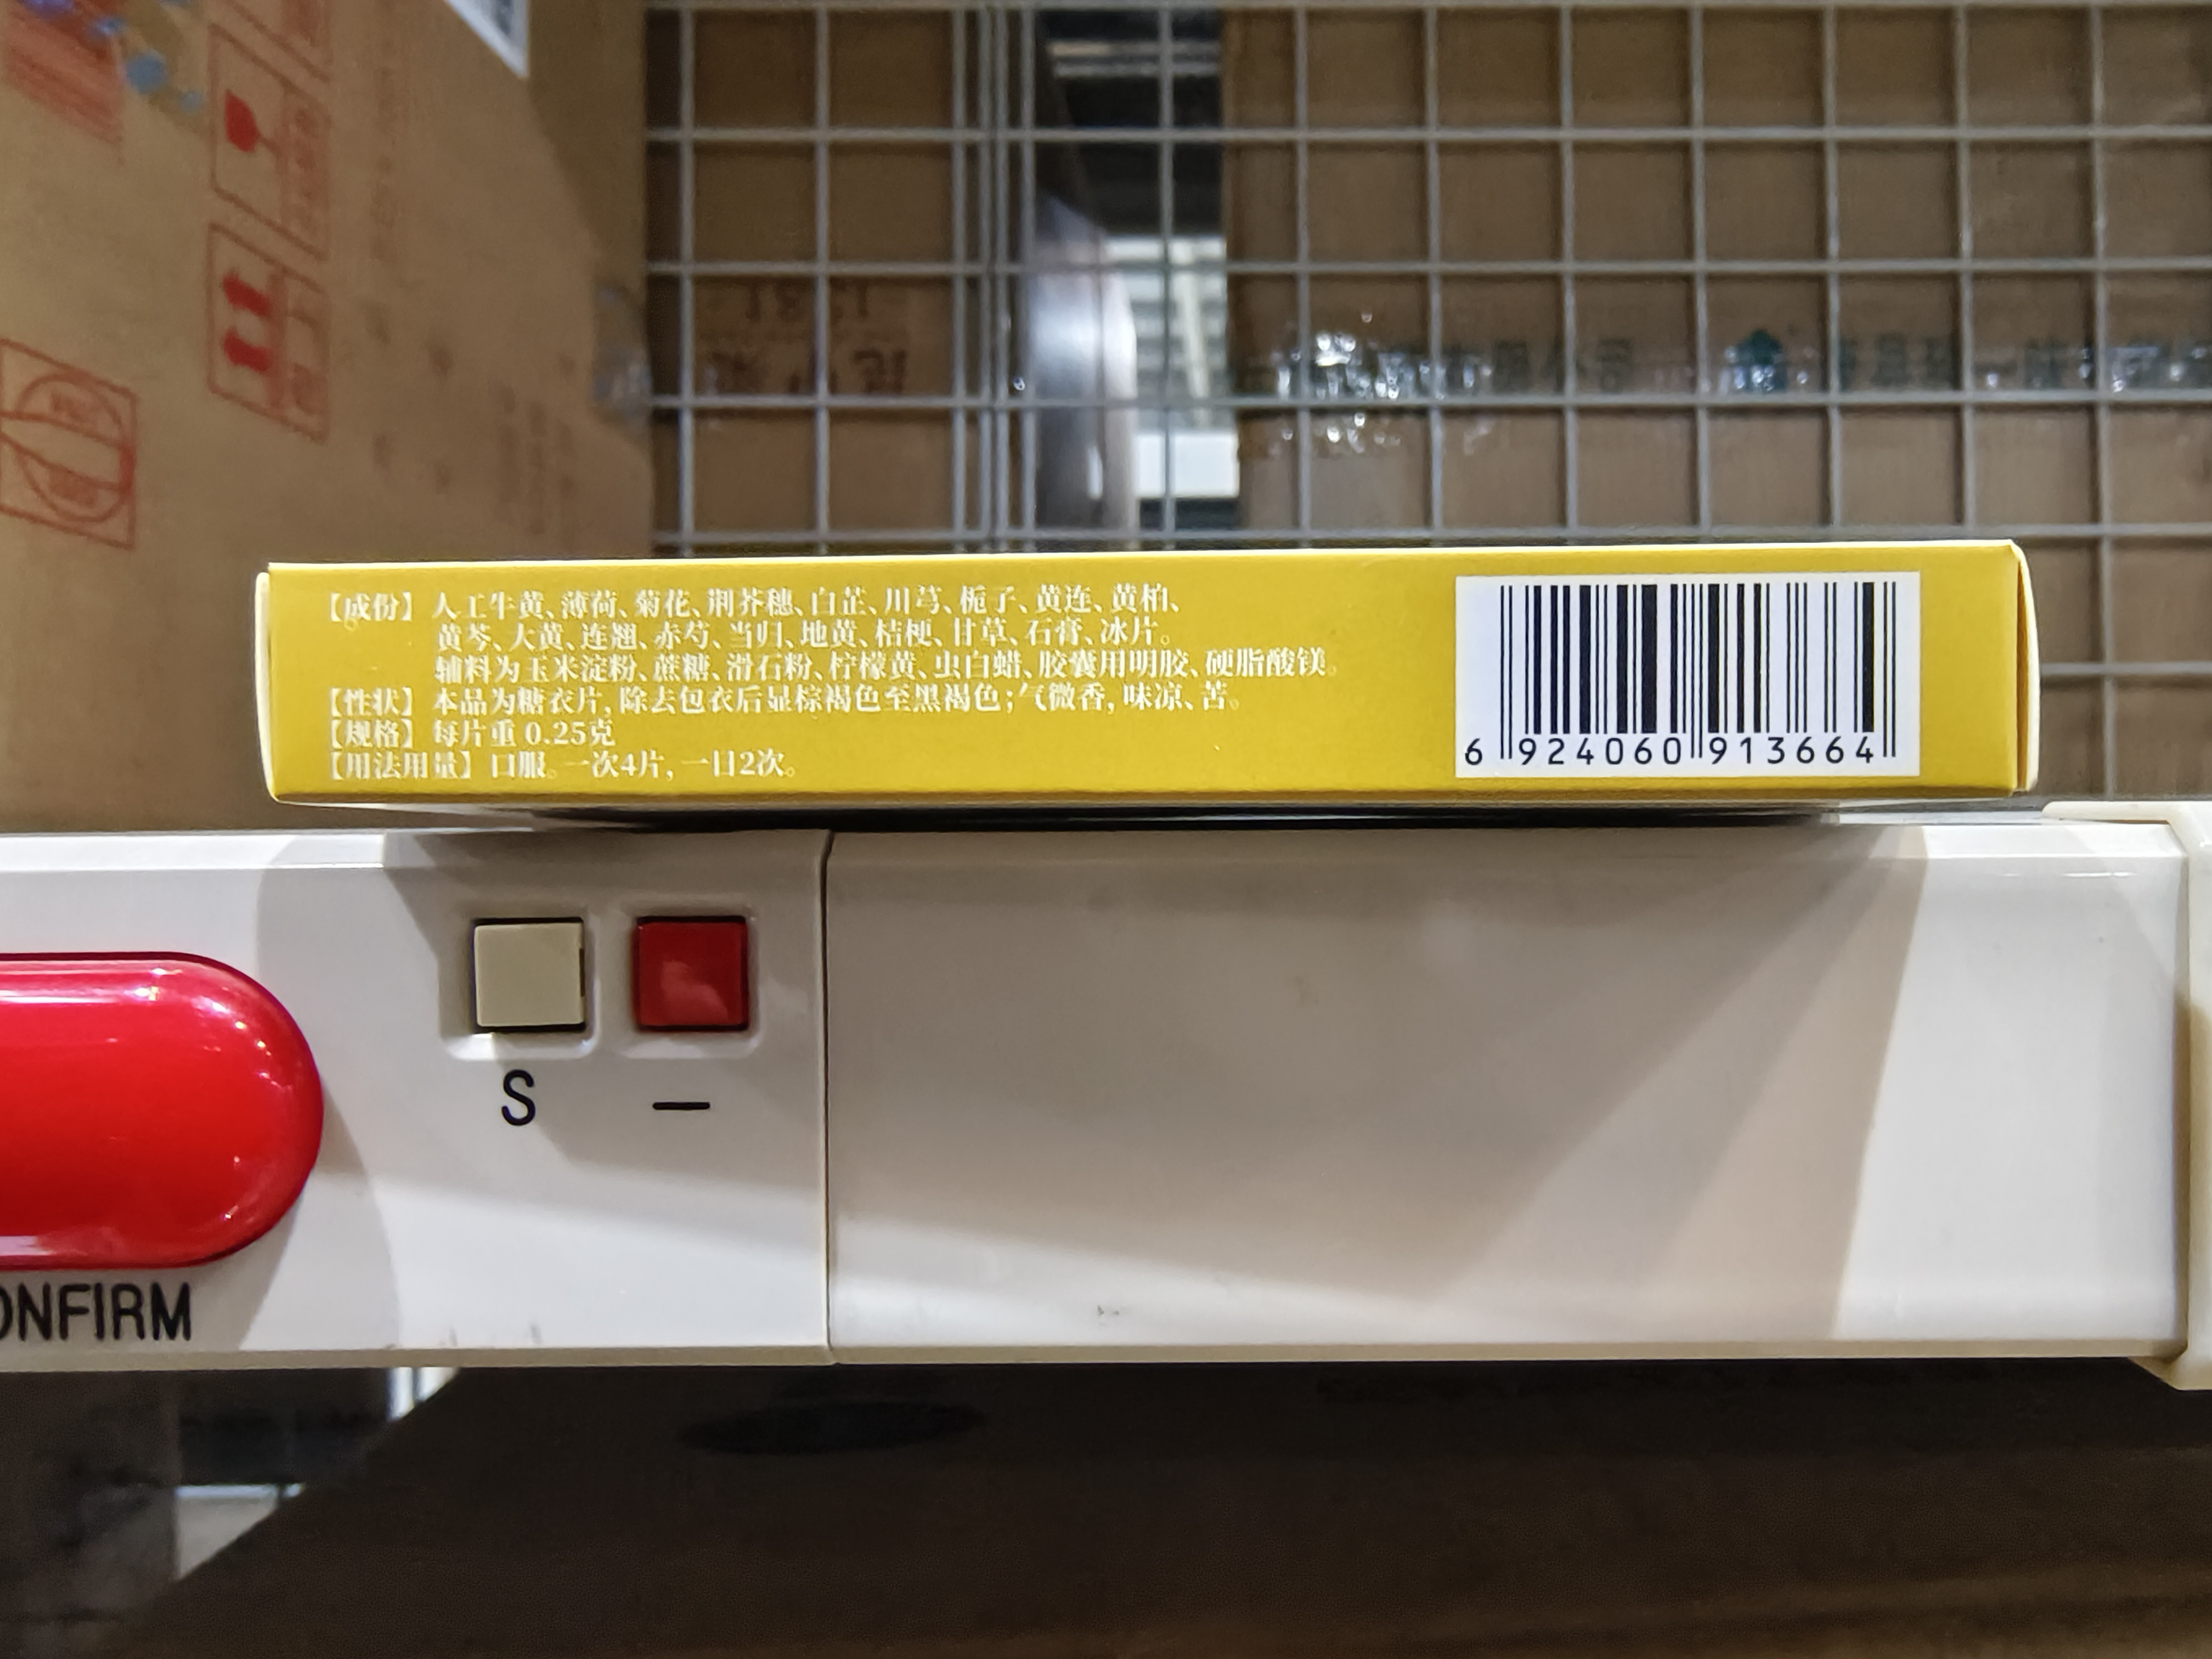 【成份】人工牛黄、薄荷、菊花、荆芥穗、白芷、川芎、栀子、黄连、黄柏、
黄芩、大黄、连翘、赤芍、当归、地黄、桔梗、甘草、石膏、冰片。
辅料为玉米淀粉、蔗糖、滑石粉、柠檬黄、虫白蜡、胶囊用明胶、硬脂酸镁。
【性状】本品为糖衣片,除去包衣后显棕褐色至黑褐色;气微香,味凉、苦。
【规格】每片重 0.25克
【用法用量】口服。一次4片,一日2次。
6 924060 913664
S
—
ONFIRM